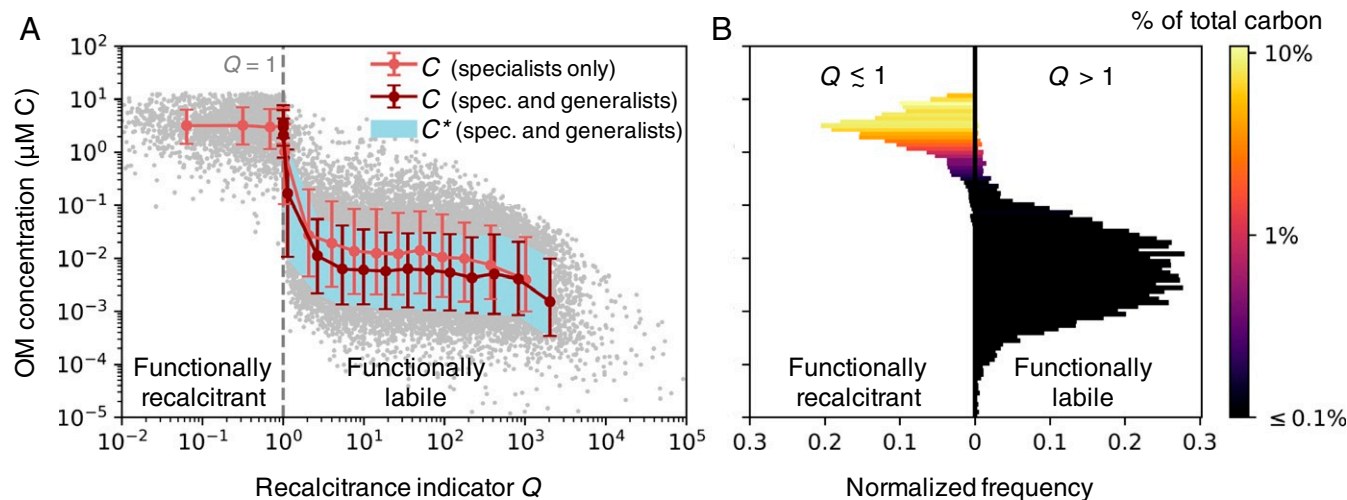 A
B
% of total carbon
OM concentration (µM C)
10²
10¹
10⁰
10⁻¹
10⁻²
10⁻³
10⁻⁴
10⁻⁵
Q = 1
C (specialists only)
C (spec. and generalists)
C* (spec. and generalists)
Functionally
recalcitrant
Functionally
labile
10⁻² 10⁻¹ 10⁰ 10¹ 10² 10³ 10⁴ 10⁵
Recalcitrance indicator Q
Q ≲ 1
Q > 1
Functionally
recalcitrant
Functionally
labile
0.3 0.2 0.1 0 0.1 0.2 0.3
Normalized frequency
10%
1%
≤ 0.1%